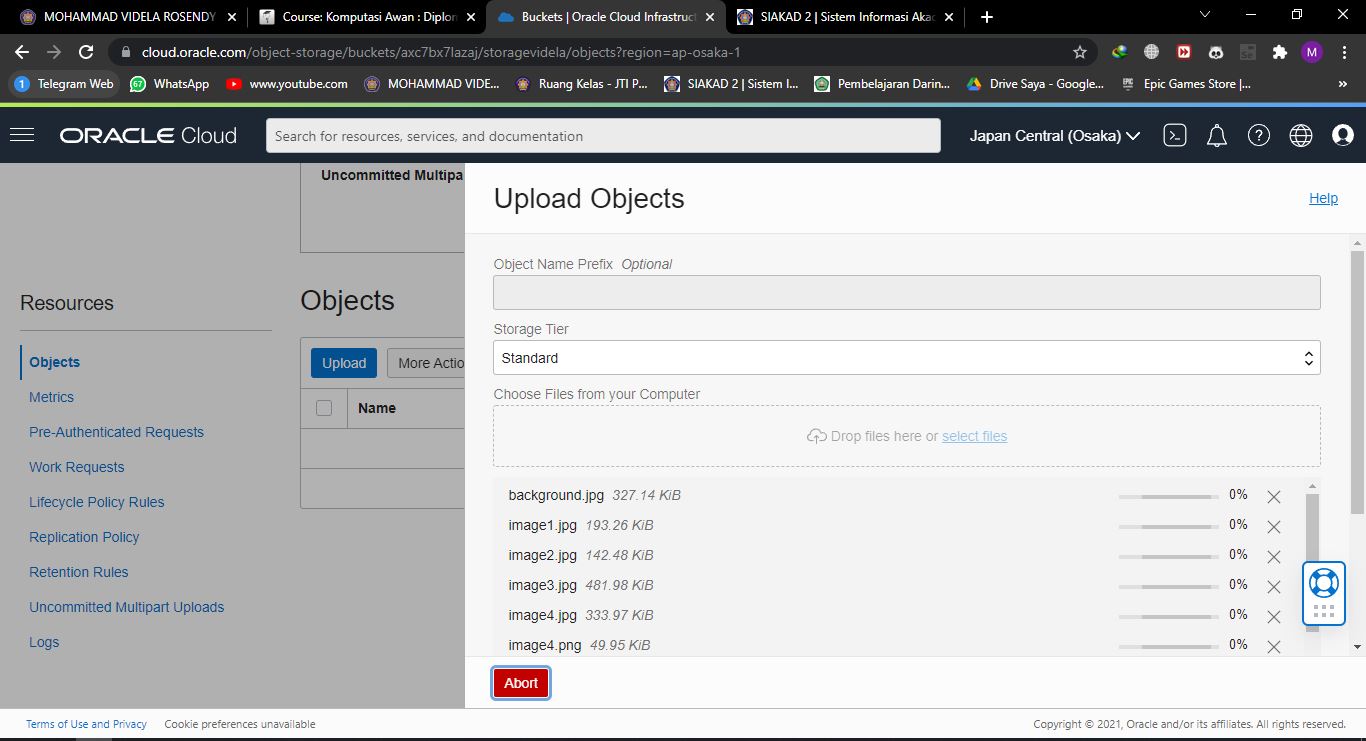 MOHAMMAD VIDELA ROSENDY
Course: Komputasi Awan : Diplon
Buckets | Oracle Cloud Infrastruct
SIAKAD 2 | Sistem Informasi Akad
cloud.oracle.com/object-storage/buckets/axc7bx7lazaj/storagevidela/objects?region=ap-osaka-1
M
1 Telegram Web
67 WhatsApp
www.youtube.com
MOHAMMAD VIDE...
Ruang Kelas - JTI P...
SIAKAD 2 | Sistem I...
Pembelajaran Darin...
Drive Saya - Google...
Epic Games Store |...
»
ORACLE Cloud
Search for resources, services, and documentation
Japan Central (Osaka)
Uncommitted Multipa
Upload Objects
Help
Resources
Objects
Metrics
Pre-Authenticated Requests
Work Requests
Lifecycle Policy Rules
Replication Policy
Retention Rules
Uncommitted Multipart Uploads
Logs
Objects
Upload
More Actio
Name
Object Name Prefix Optional
Storage Tier
Standard
Choose Files from your Computer
Drop files here or select files
background.jpg 327.14 KiB 0%
image1.jpg 193.26 KiB 0%
image2.jpg 142.48 KiB 0%
image3.jpg 481.98 KiB 0%
image4.jpg 333.97 KiB 0%
image4.png 49.95 KiB 0%
Abort
Terms of Use and Privacy Cookie preferences unavailable
Copyright © 2021, Oracle and/or its affiliates. All rights reserved.